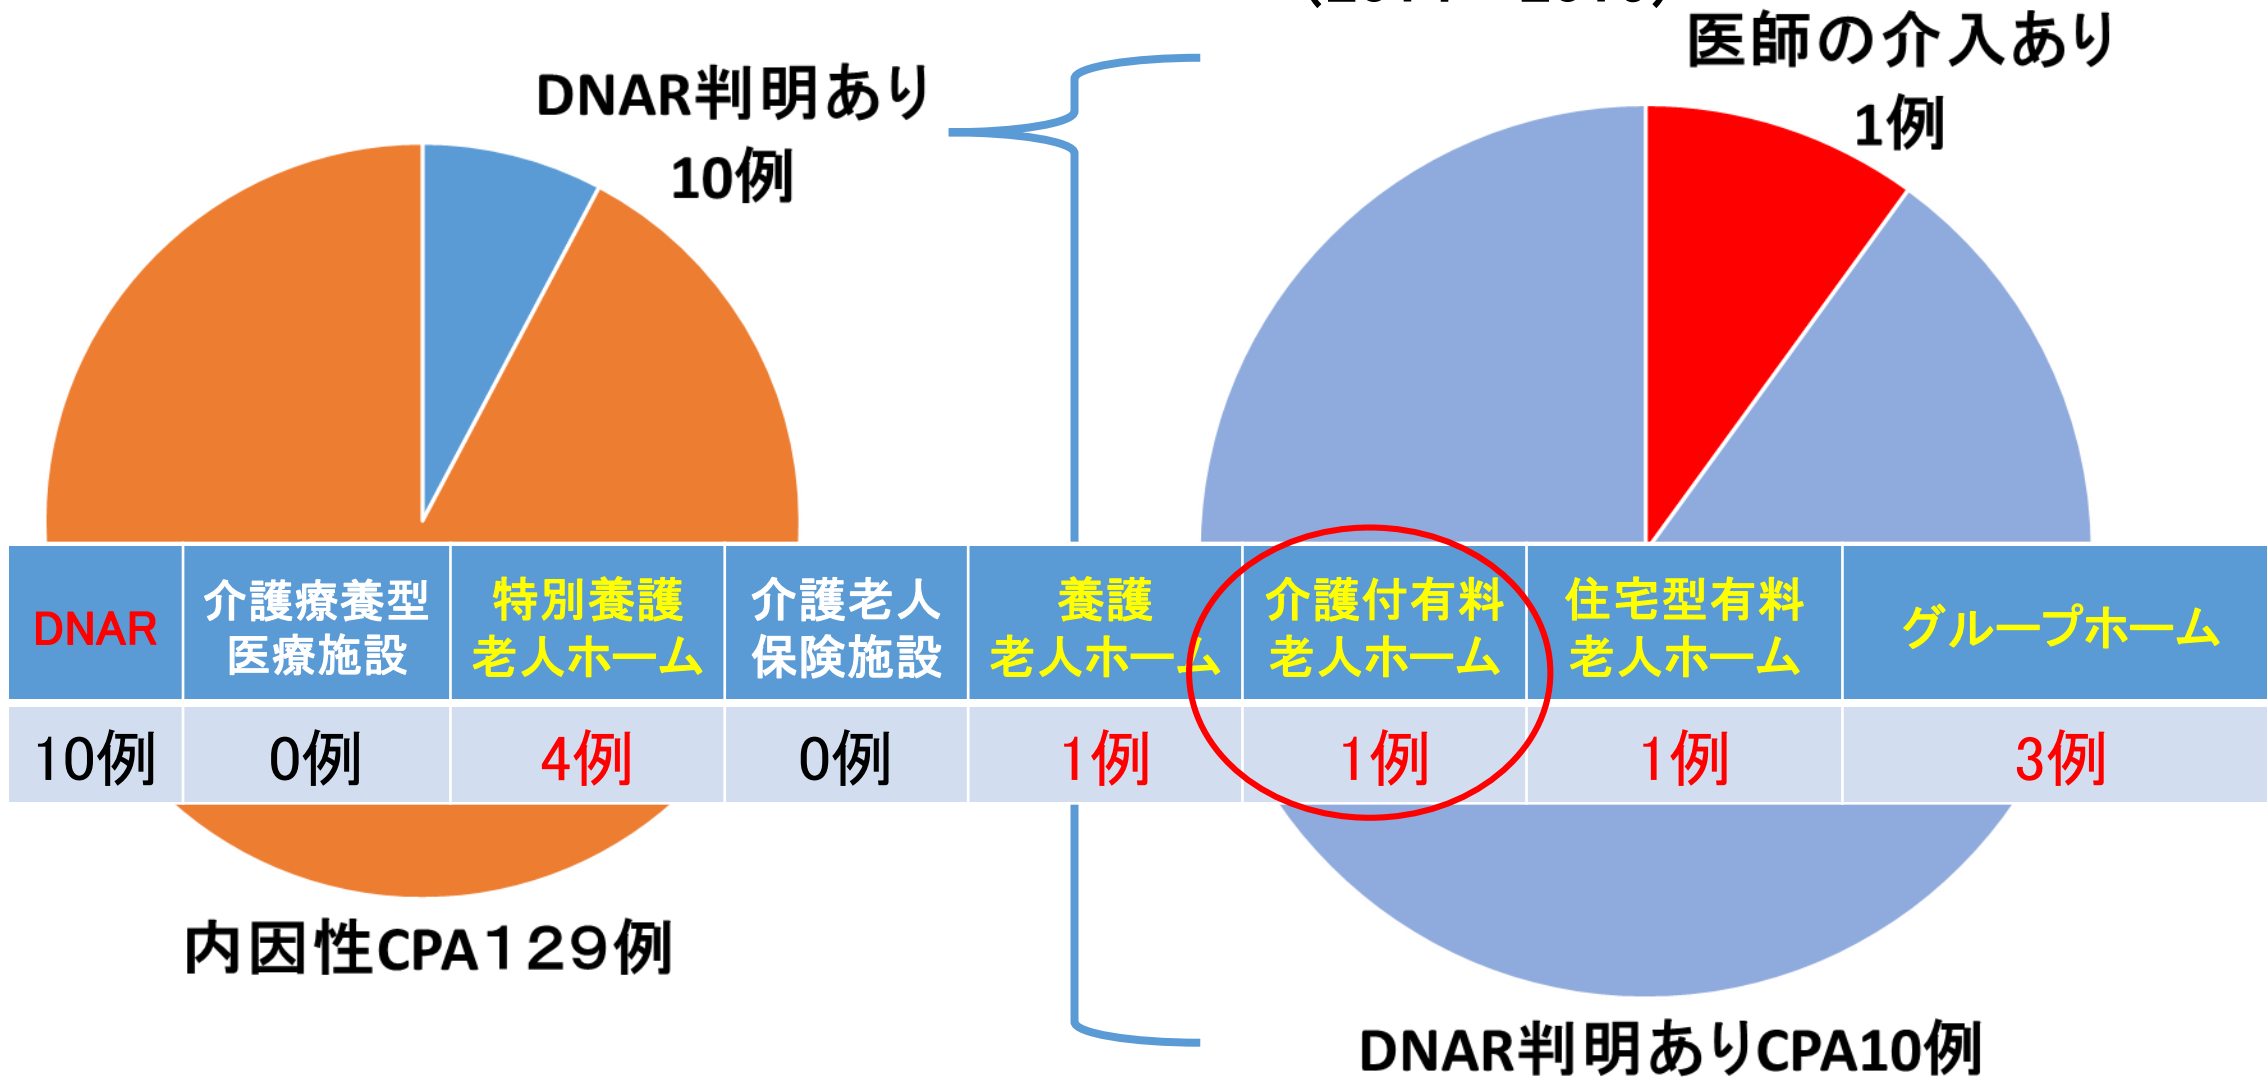 DNAR判明あり
10例
医師の介入あり
1例
DNAR
介護療養型
医療施設
特別養護
老人ホーム
介護老人
保険施設
養護
老人ホーム
介護付有料
老人ホーム
住宅型有料
老人ホーム
グループホーム
10例
0例
4例
0例
1例
1例
1例
3例
内因性CPA129例
DNAR判明ありCPA10例